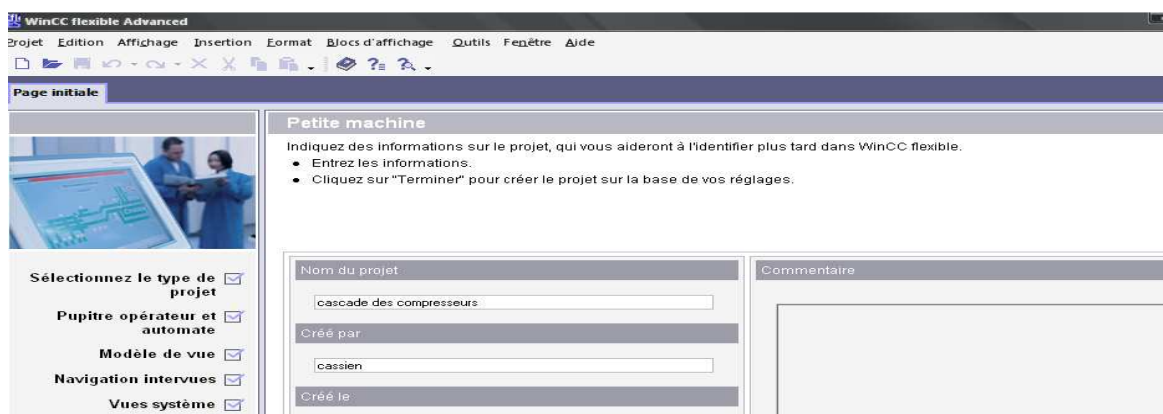 WinCC flexible Advanced
Projet Edition Affichage Insertion Format Blocs d'affichage Outils Fenêtre Aide
Page initiale
Petite machine
Indiquez des informations sur le projet, qui vous aideront à l'identifier plus tard dans WinCC flexible.
• Entrez les informations.
• Cliquez sur "Terminer" pour créer le projet sur la base de vos réglages.
Sélectionnez le type de
projet
Pupitre opérateur et
automate
Modèle de vue
Navigation intervues
Vues système
Nom du projet
cascade des compresseurs
Créé par
cassien
Créé le
Commentaire